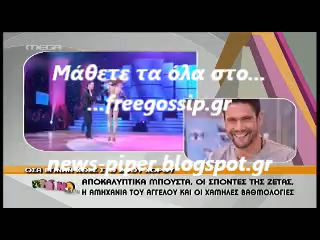 MEGA
Μάθετε τα όλα στο...
...freegossip.gr
news-piper.blogspot.gr
ΑΠΟΚΑΛΥΠΤΙΚΑ ΜΠΟΥΣΤΑ, ΟΙ ΣΠΟΝΤΕΣ ΤΗΣ ΖΕΤΑΣ,
Η ΑΜΗΧΑΝΙΑ ΤΟΥ ΑΓΓΕΛΟΥ ΚΑΙ ΟΙ ΧΑΜΗΛΕΣ ΒΑΘΜΟΛΟΓΙΕΣ